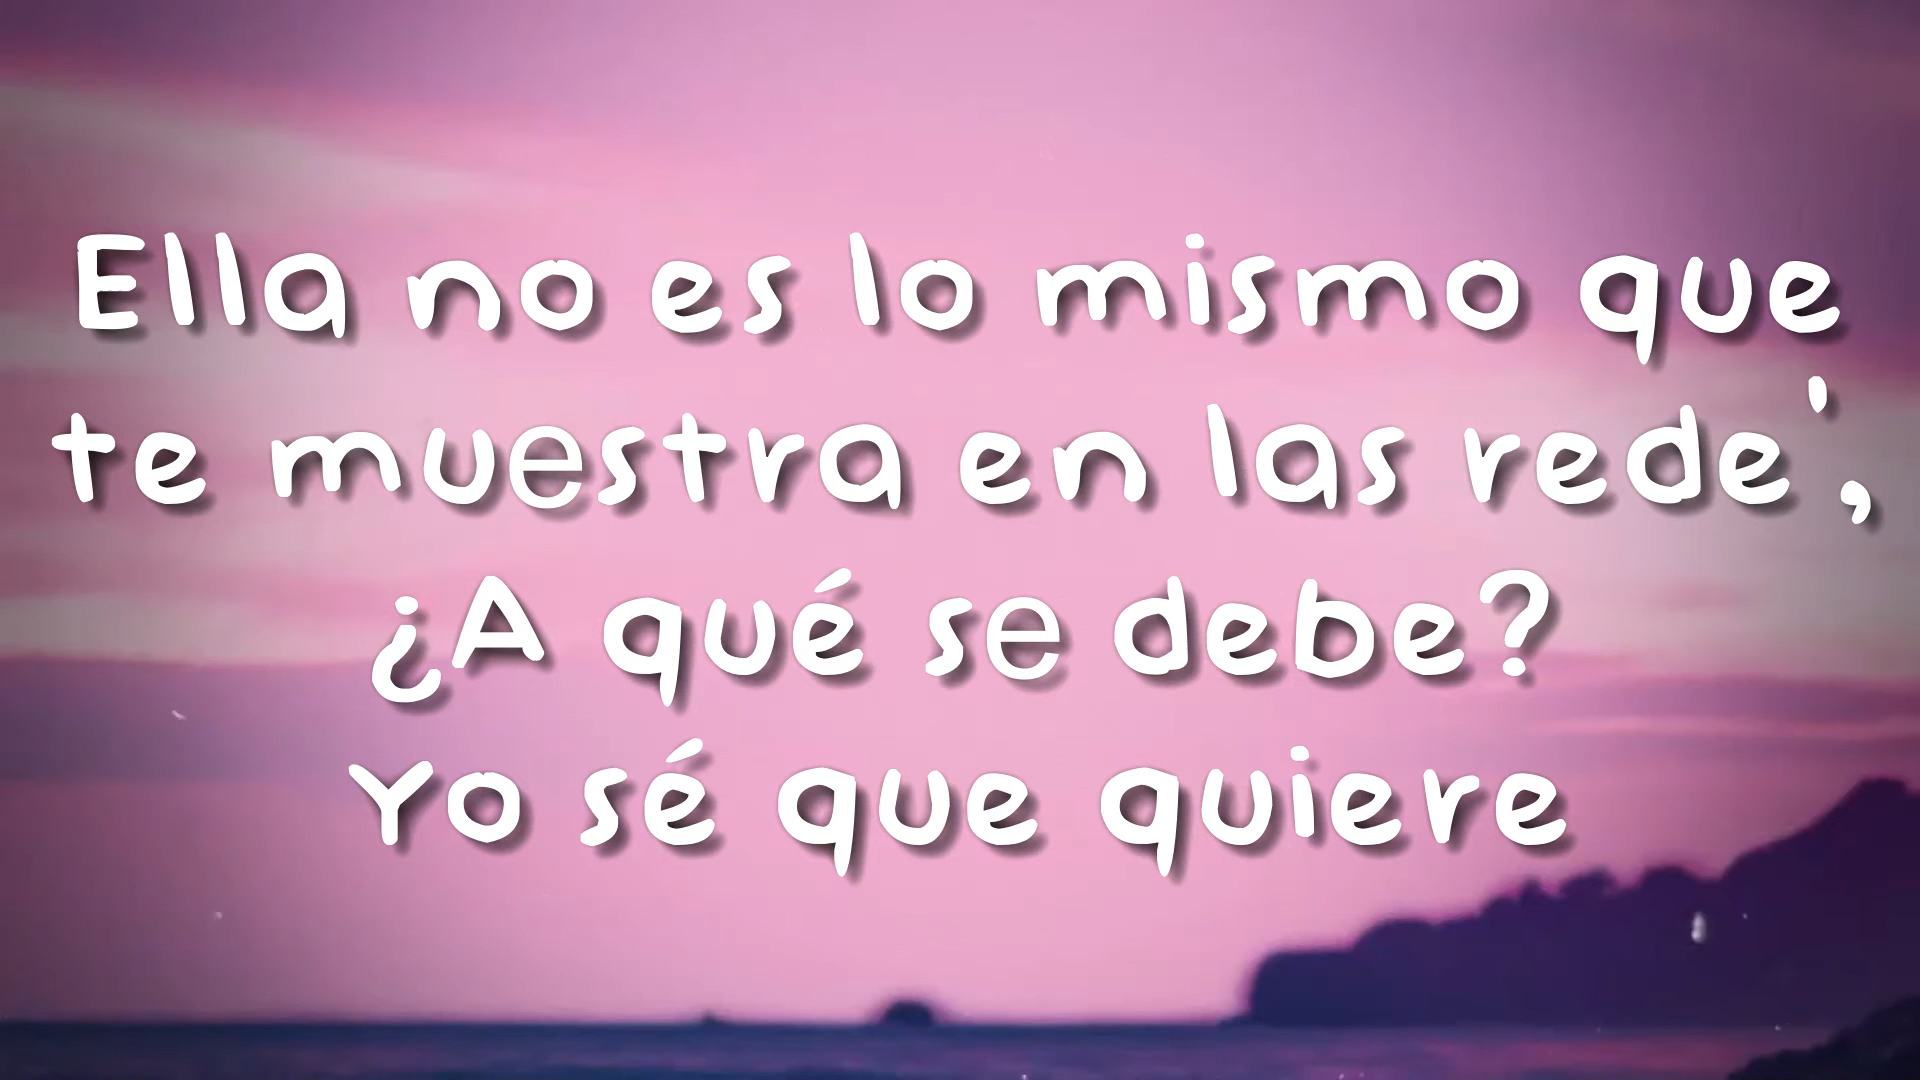 Ella no es lo mismo que
te muestra en las rede',
¿A qué se debe?
Yo sé que quiere